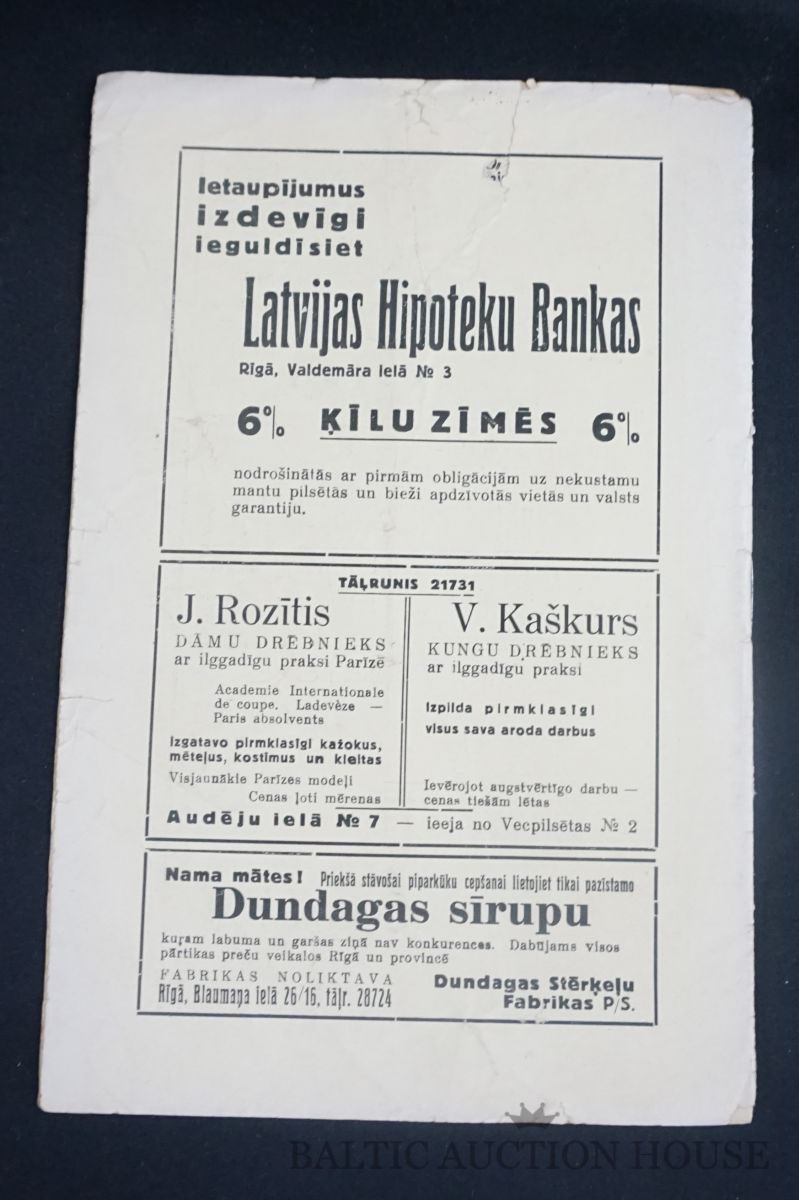 Ietaupījumus
izdevīgi
ieguldīsiet
Latvijas Hipoteku Bankas
Rīgā, Valdemāra ielā № 3
6% ĶĪLU ZĪMĒS 6%
nodrošinātās ar pirmām obligācijām uz nekustamu
mantu pilsētās un bieži apdzīvotās vietās un valsts
garantiju.
TĀĻRUNIS 21731
J. Rozītis
DĀMU DRĒBNIEKS
ar ilggadīgu praksi Parīzē
Academie Internationale
de coupe. Ladevèze —
Paris absolvents
Izgatavo pirmklasīgi kažokus,
mēteļus, kostīmus un kleitas
Visjaunākie Parīzes modeļi
Cenas ļoti mērenas
V. Kaškurs
KUNGU DRĒBNIEKS
ar ilggadīgu praksi
Izpilda pirmklasīgi
visus sava aroda darbus
Ievērojot augstvērtīgo darbu —
cenas tiešām lētas
Audēju ielā № 7 — ieeja no Vecpilsētas № 2
Nama mātes! Priekšā stāvošai piparkūku cepšanai lietojiet tikai pazīstamo
Dundagas sīrupu
kuŗam labuma un garšas ziņā nav konkurences. Dabūjams visos
pārtikas preču veikalos Rīgā un provincē
FABRIKAS NOLIKTAVA
Rīgā, Blaumaņa ielā 26/16, tāļr. 28724
Dundagas Stērķeļu
Fabrikas P/S.
BALTIC AUCTION HOUSE